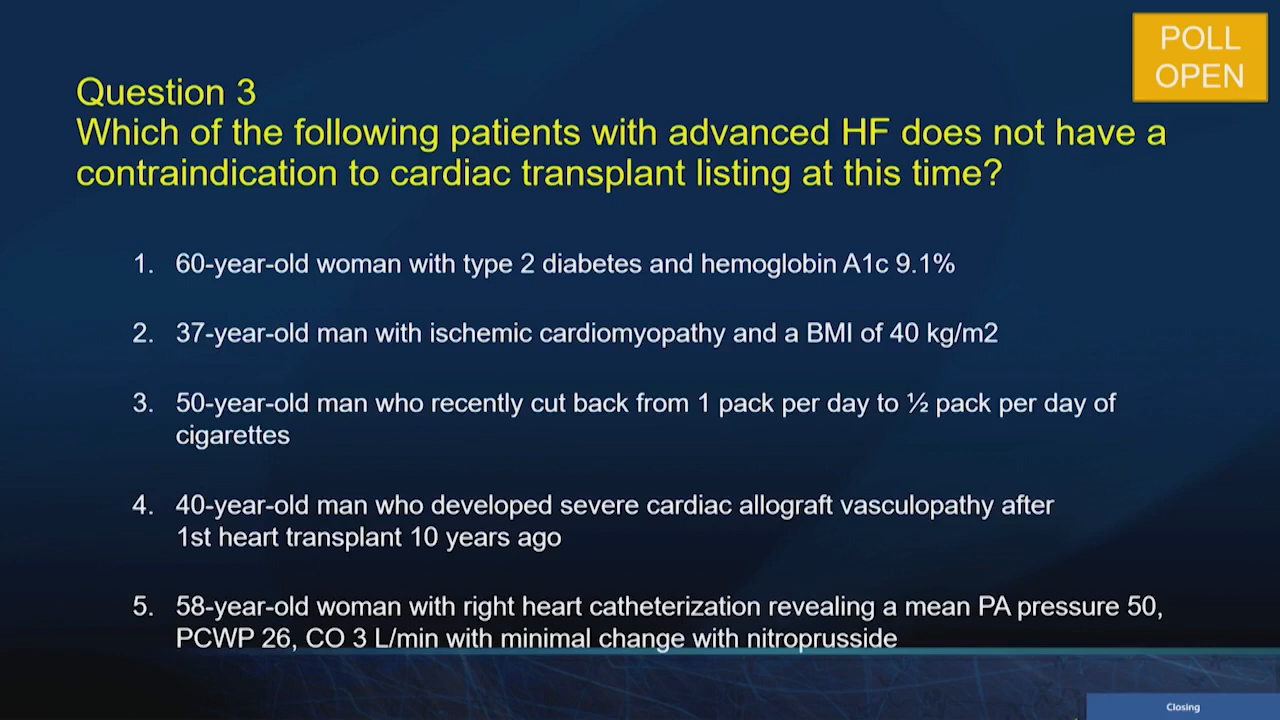 POLL
OPEN
Question 3
Which of the following patients with advanced HF does not have a
contraindication to cardiac transplant listing at this time?
1. 60-year-old woman with type 2 diabetes and hemoglobin A1c 9.1%
2. 37-year-old man with ischemic cardiomyopathy and a BMI of 40 kg/m2
3. 50-year-old man who recently cut back from 1 pack per day to ½ pack per day of
cigarettes
4. 40-year-old man who developed severe cardiac allograft vasculopathy after
1st heart transplant 10 years ago
5. 58-year-old woman with right heart catheterization revealing a mean PA pressure 50,
PCWP 26, CO 3 L/min with minimal change with nitroprusside
Closing